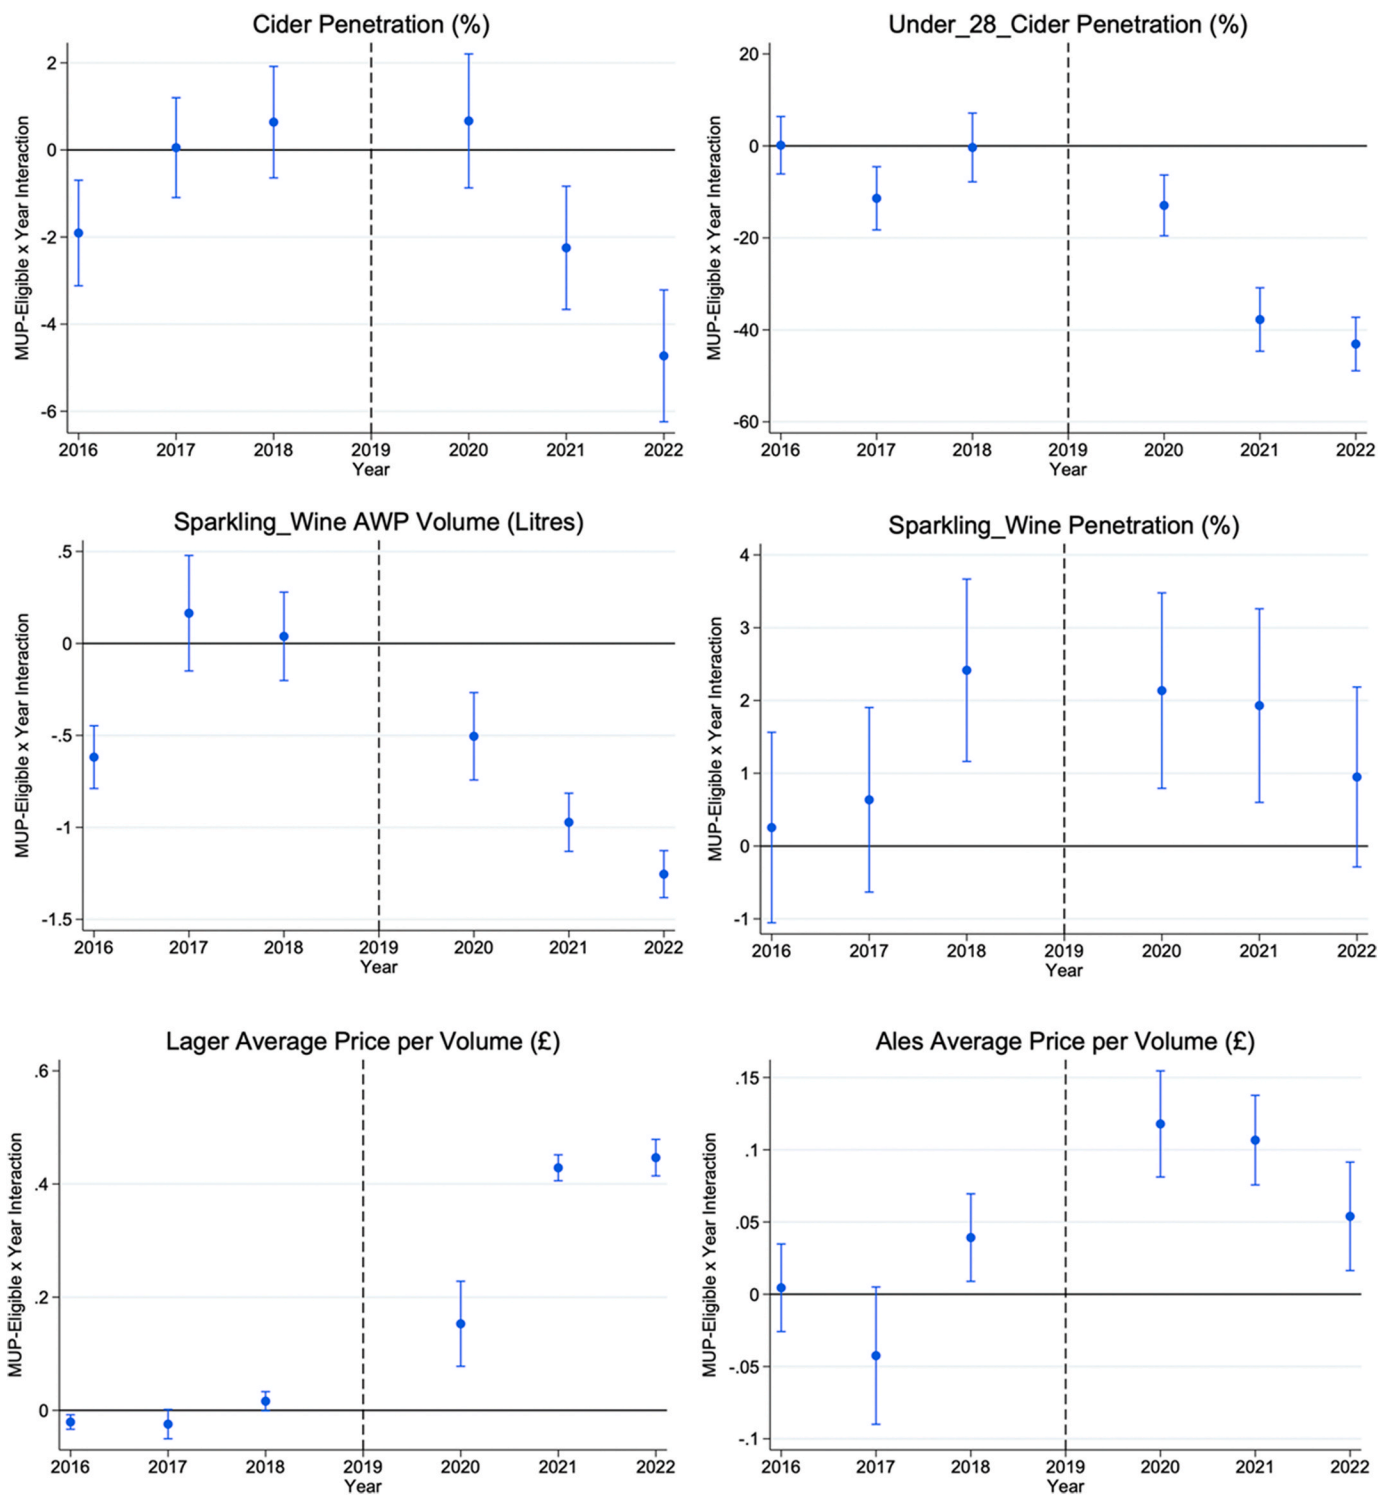 Cider Penetration (%)
MUP-Eligible x Year Interaction
2
0
-2
-4
-6
2016 2017 2018 2019 2020 2021 2022
Year
Under_28_Cider Penetration (%)
MUP-Eligible x Year Interaction
20
0
-20
-40
-60
2016 2017 2018 2019 2020 2021 2022
Year
Sparkling_Wine AWP Volume (Litres)
MUP-Eligible x Year Interaction
.5
0
-.5
-1
-1.5
2016 2017 2018 2019 2020 2021 2022
Year
Sparkling_Wine Penetration (%)
MUP-Eligible x Year Interaction
4
3
2
1
0
-1
2016 2017 2018 2019 2020 2021 2022
Year
Lager Average Price per Volume (£)
MUP-Eligible x Year Interaction
.6
.4
.2
0
2016 2017 2018 2019 2020 2021 2022
Year
Ales Average Price per Volume (£)
MUP-Eligible x Year Interaction
.15
.1
.05
0
-.05
-.1
2016 2017 2018 2019 2020 2021 2022
Year